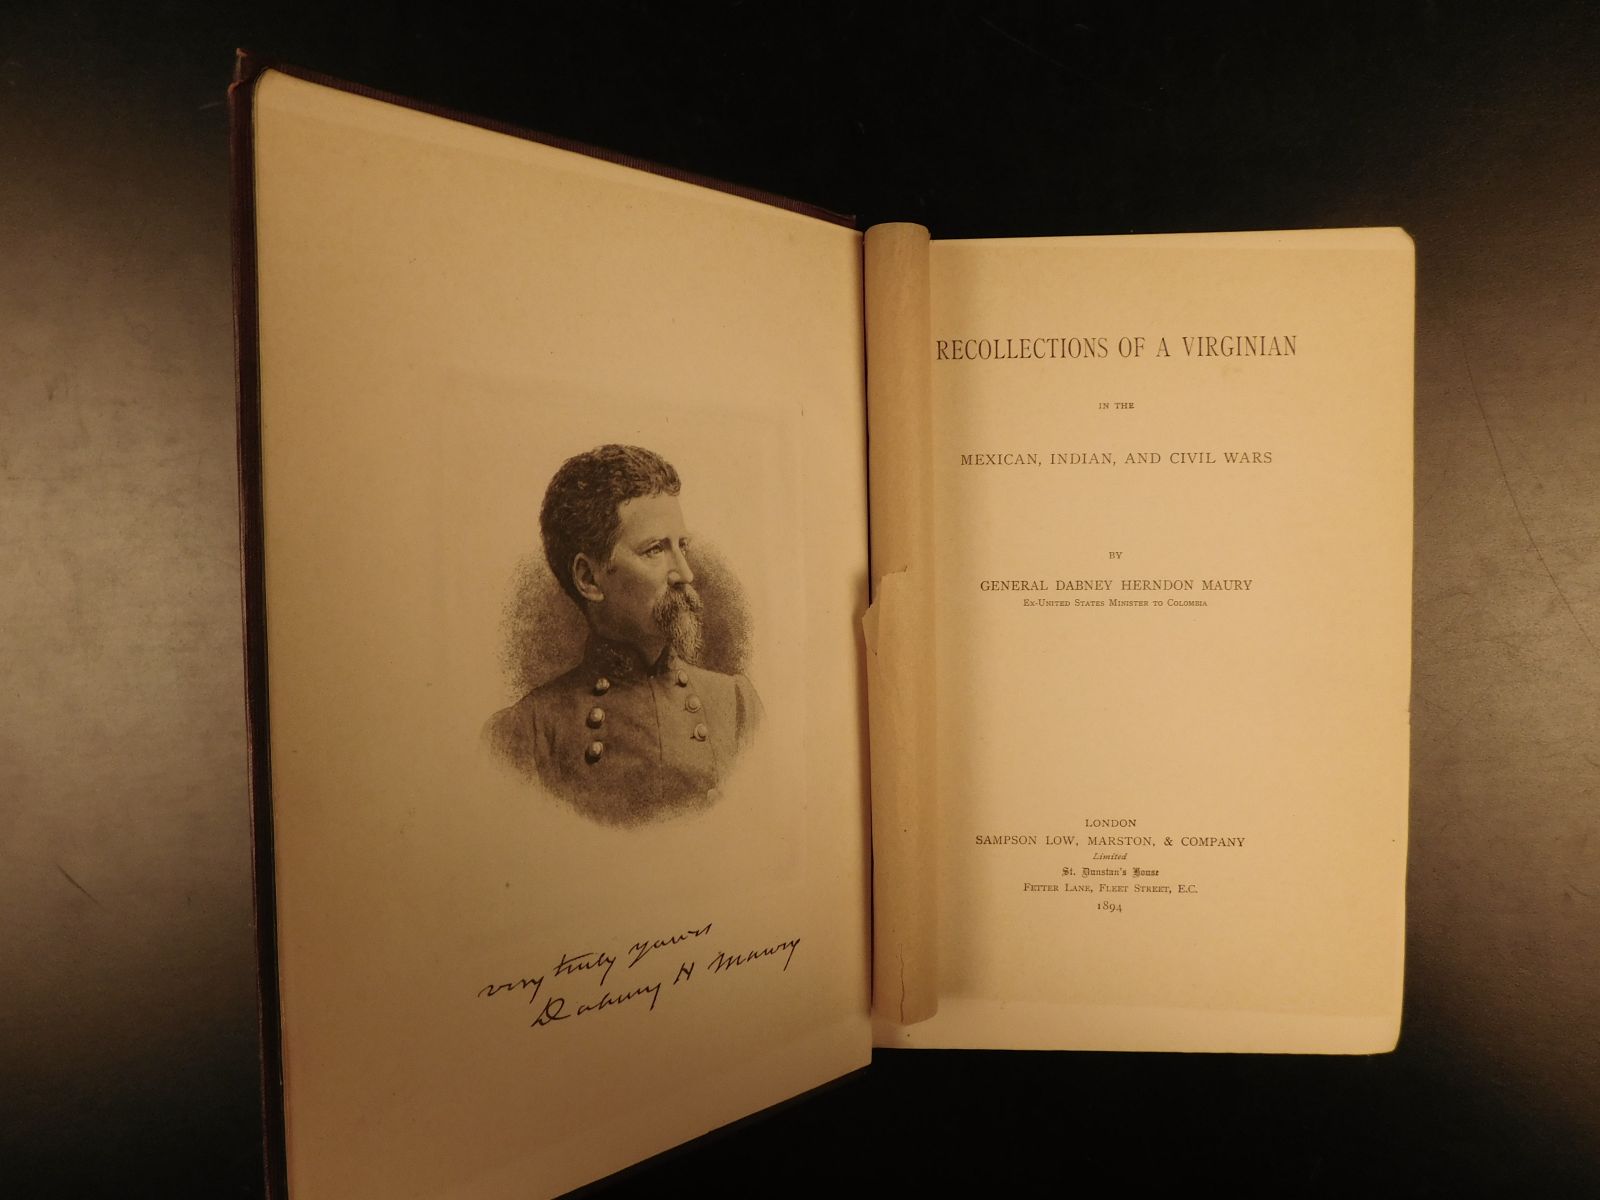 very truly yours
Dabney H Maury
RECOLLECTIONS OF A VIRGINIAN
IN THE
MEXICAN, INDIAN, AND CIVIL WARS
BY
GENERAL DABNEY HERNDON MAURY
EX-UNITED STATES MINISTER TO COLOMBIA
LONDON
SAMPSON LOW, MARSTON, & COMPANY
Limited
St. Dunstan's House
FETTER LANE, FLEET STREET, E.C.
1894